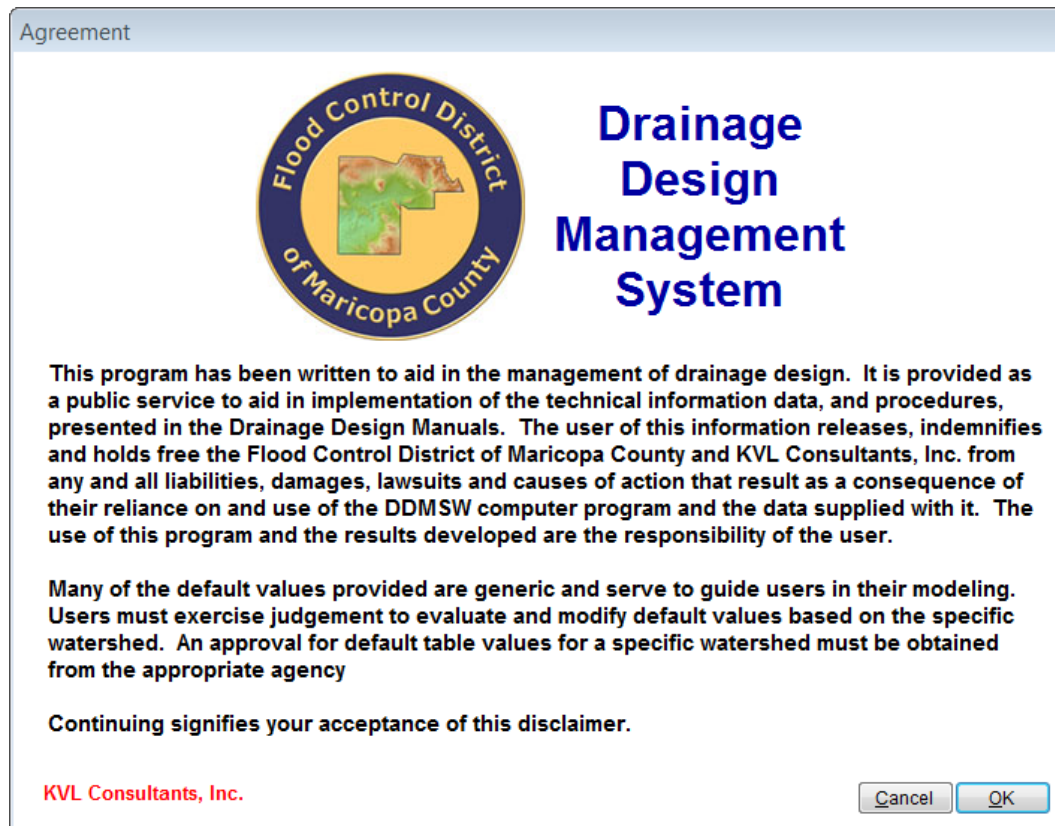 Agreement
Flood Control District
of Maricopa County
Drainage
Design
Management
System
This program has been written to aid in the management of drainage design.  It is provided as
a public service to aid in implementation of the technical information data, and procedures,
presented in the Drainage Design Manuals.  The user of this information releases, indemnifies
and holds free the Flood Control District of Maricopa County and KVL Consultants, Inc. from
any and all liabilities, damages, lawsuits and causes of action that result as a consequence of
their reliance on and use of the DDMSW computer program and the data supplied with it.  The
use of this program and the results developed are the responsibility of the user.
Many of the default values provided are generic and serve to guide users in their modeling.
Users must exercise judgement to evaluate and modify default values based on the specific
watershed.  An approval for default table values for a specific watershed must be obtained
from the appropriate agency
Continuing signifies your acceptance of this disclaimer.
KVL Consultants, Inc.
Cancel
OK